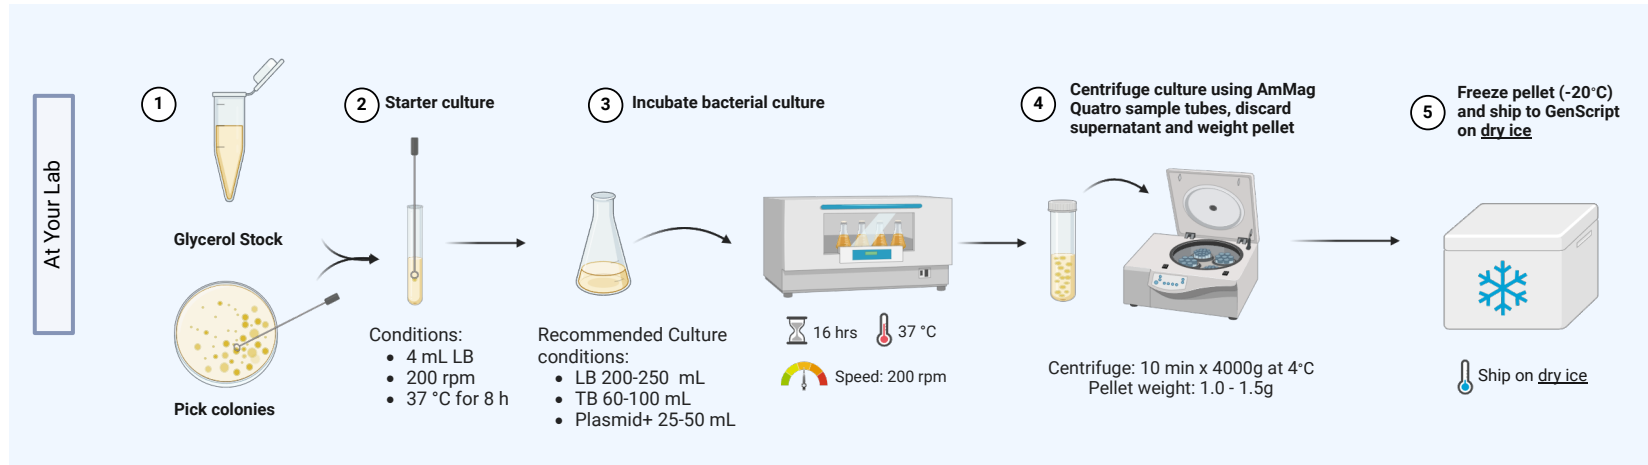 At Your Lab
1
Glycerol Stock
Pick colonies
2 Starter culture
Conditions:
• 4 mL LB
• 200 rpm
• 37 °C for 8 h
3 Incubate bacterial culture
Recommended Culture
conditions:
• LB 200-250 mL
• TB 60-100 mL
• Plasmid+ 25-50 mL
16 hrs
37 °C
Speed: 200 rpm
4
Centrifuge culture using AmMag
Quatro sample tubes, discard
supernatant and weight pellet
Centrifuge: 10 min x 4000g at 4°C
Pellet weight: 1.0 - 1.5g
5
Freeze pellet (-20°C)
and ship to GenScript
on dry ice
Ship on dry ice